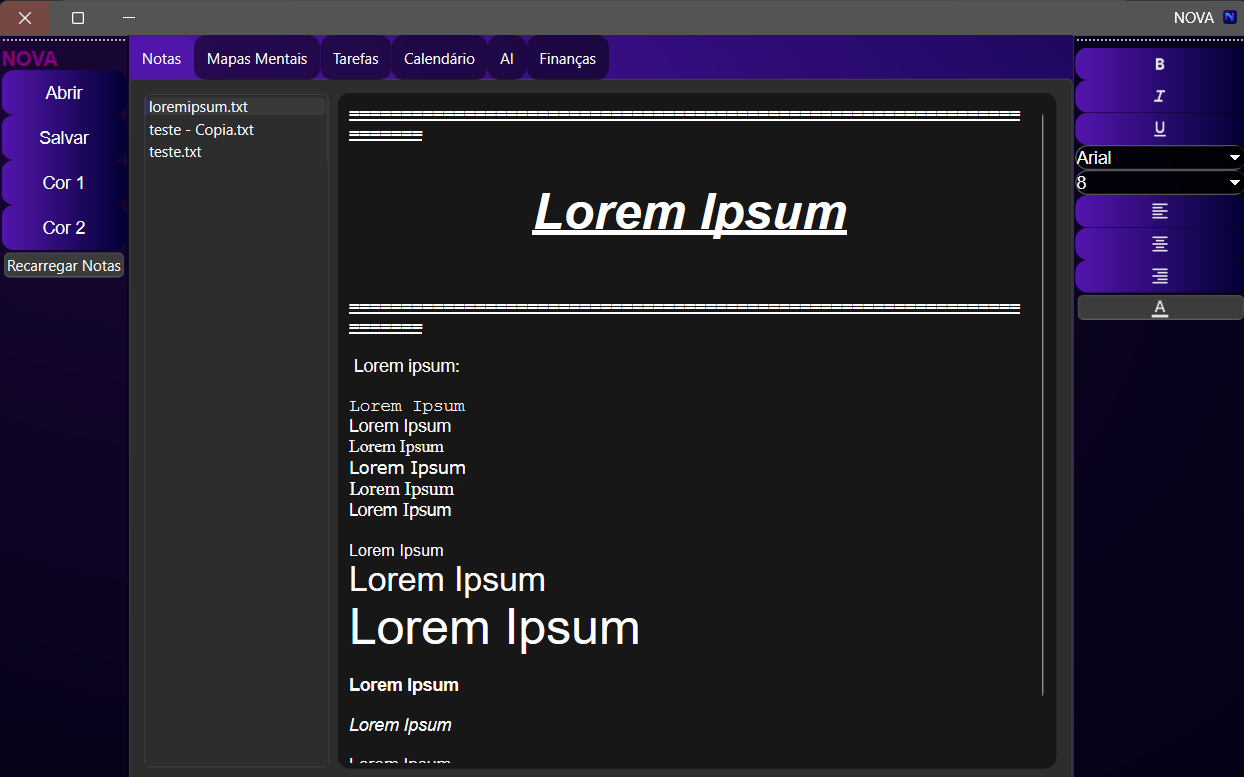 NOVA
NOVA
Abrir
Salvar
Cor 1
Cor 2
Recarregar Notas
Notas
Mapas Mentais
Tarefas
Calendário
AI
Finanças
loremipsum.txt
teste - Copia.txt
teste.txt
Lorem Ipsum
Lorem ipsum:
Lorem Ipsum
Lorem Ipsum
Lorem Ipsum
Lorem Ipsum
Lorem Ipsum
Lorem Ipsum
Lorem Ipsum
Lorem Ipsum
Lorem Ipsum
Lorem Ipsum
Lorem Ipsum
Lorem Ipsum
B
I
U
Arial
8
A